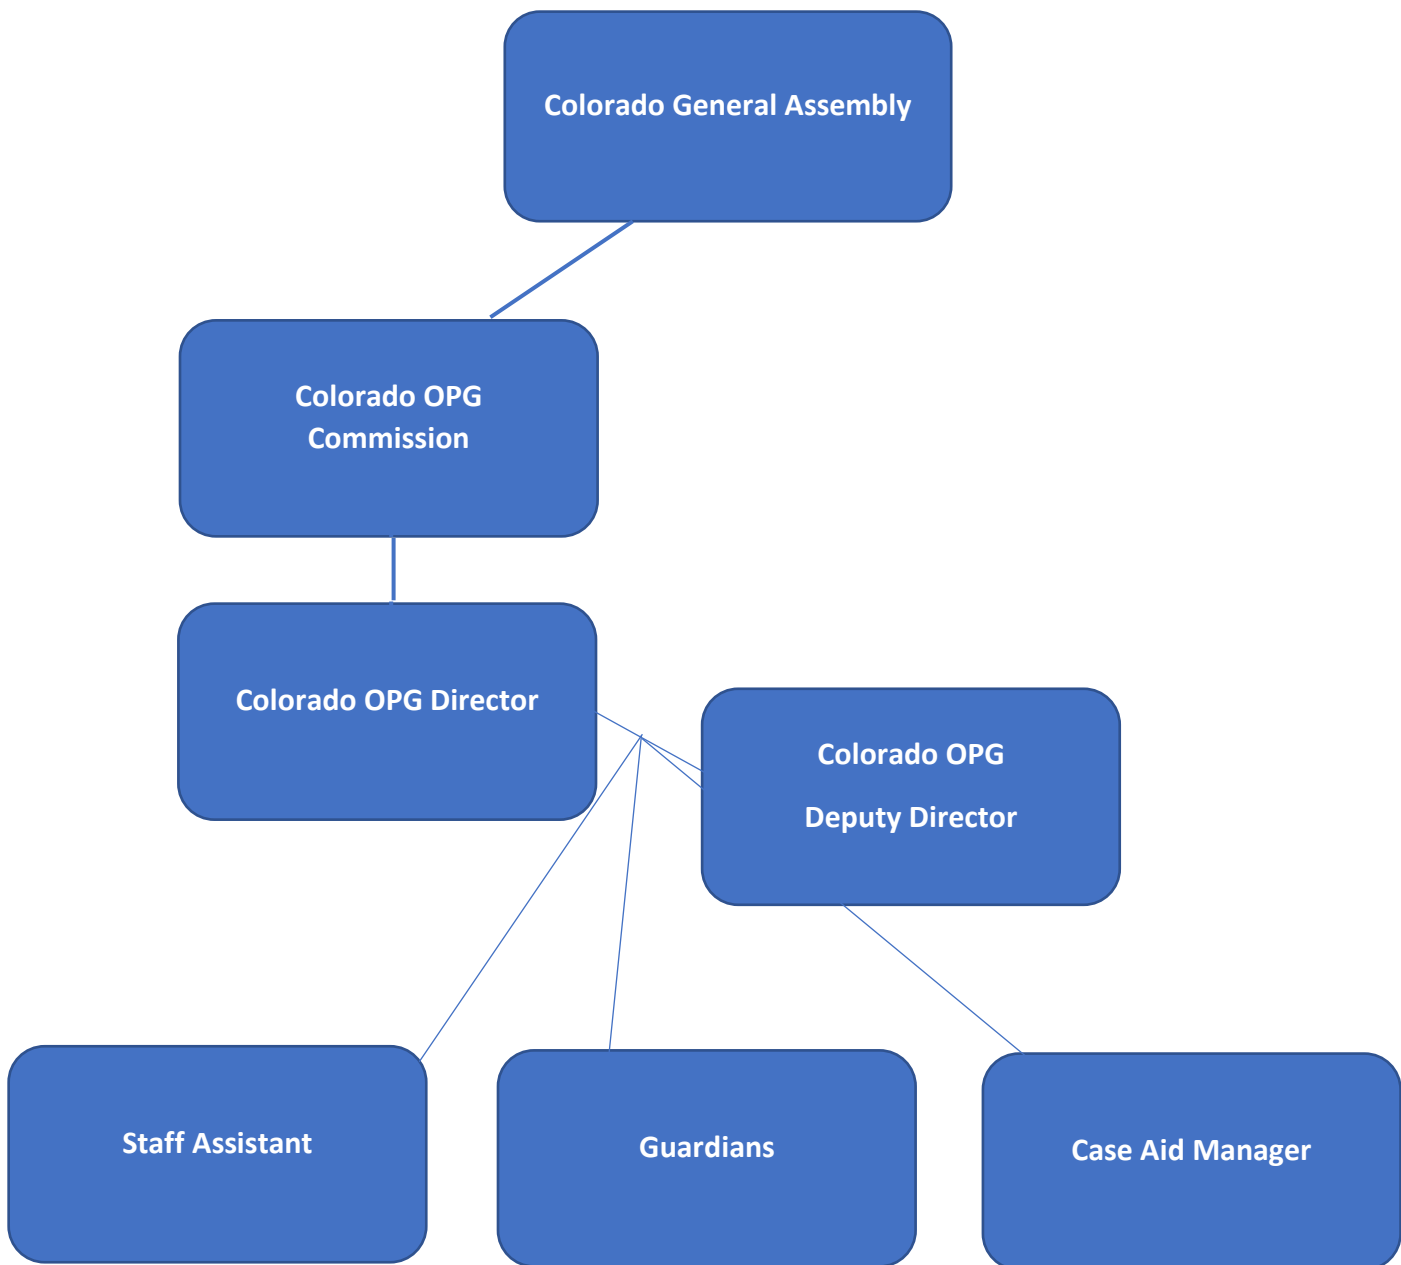 Colorado General Assembly
Colorado OPG
Commission
Colorado OPG Director
Colorado OPG
Deputy Director
Staff Assistant
Guardians
Case Aid Manager